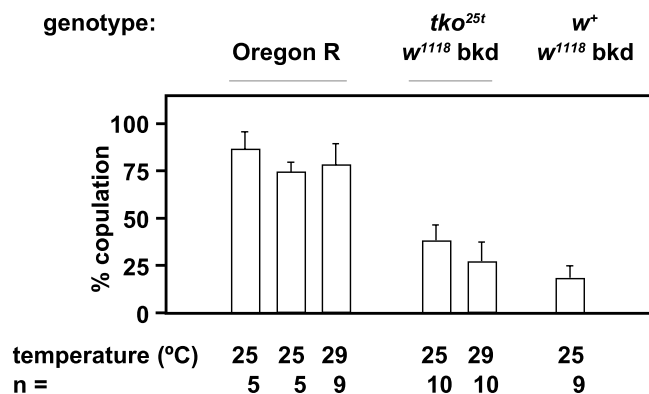 genotype: tko²⁵ᵗ w⁺
Oregon R w¹¹¹⁸ bkd w¹¹¹⁸ bkd
% copulation
100
75
50
25
0
temperature (ºC) 25 25 29 25 29 25
n = 5 5 9 10 10 9